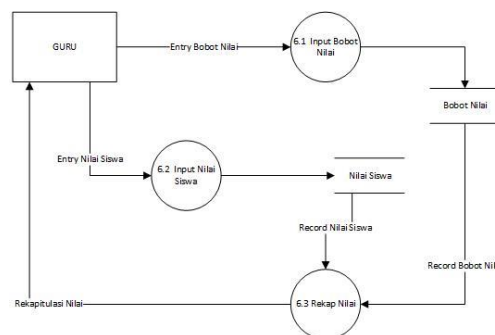 GURU
Entry Bobot Nilai
6.1 Input Bobot
Nilai
Bobot Nilai
Entry Nilai Siswa
6.2 Input Nilai
Siswa
Nilai Siswa
Record Nilai Siswa
Record Bobot Nil
Rekapitulasi Nilai
6.3 Rekap Nilai